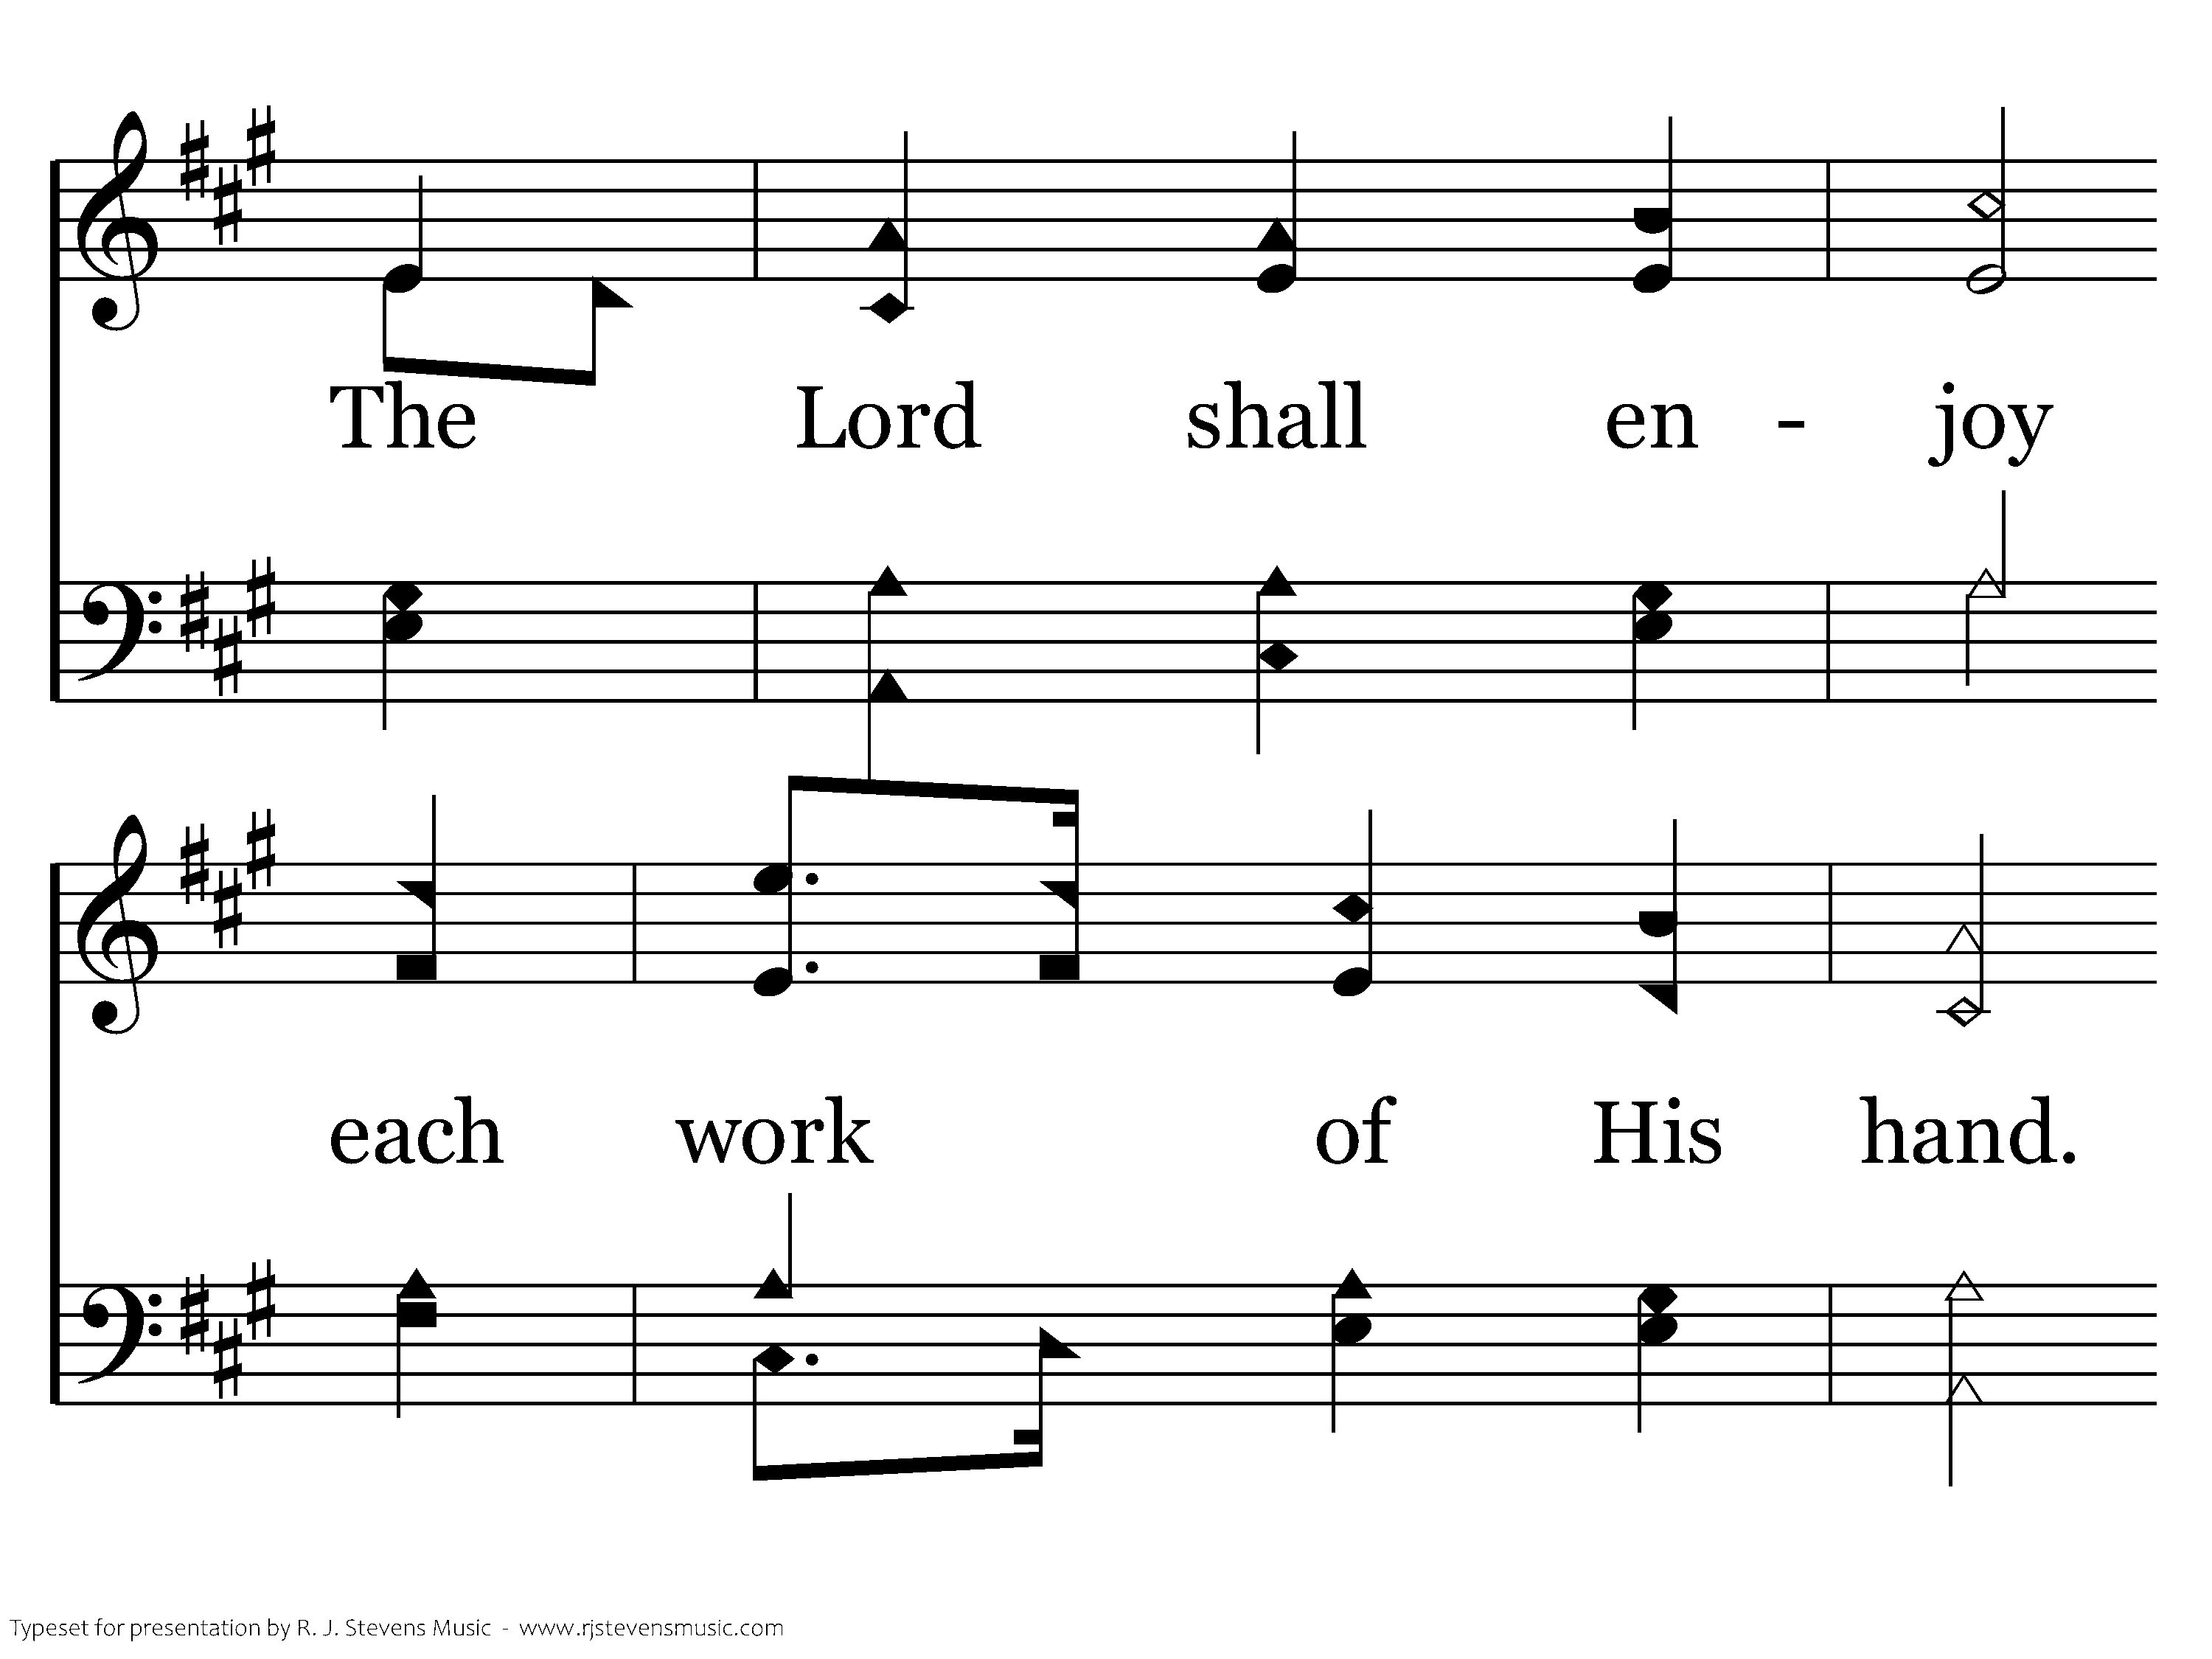 The Lord shall en - joy
each work of His hand.
Typeset for presentation by R. J. Stevens Music - www.rjstevensmusic.com